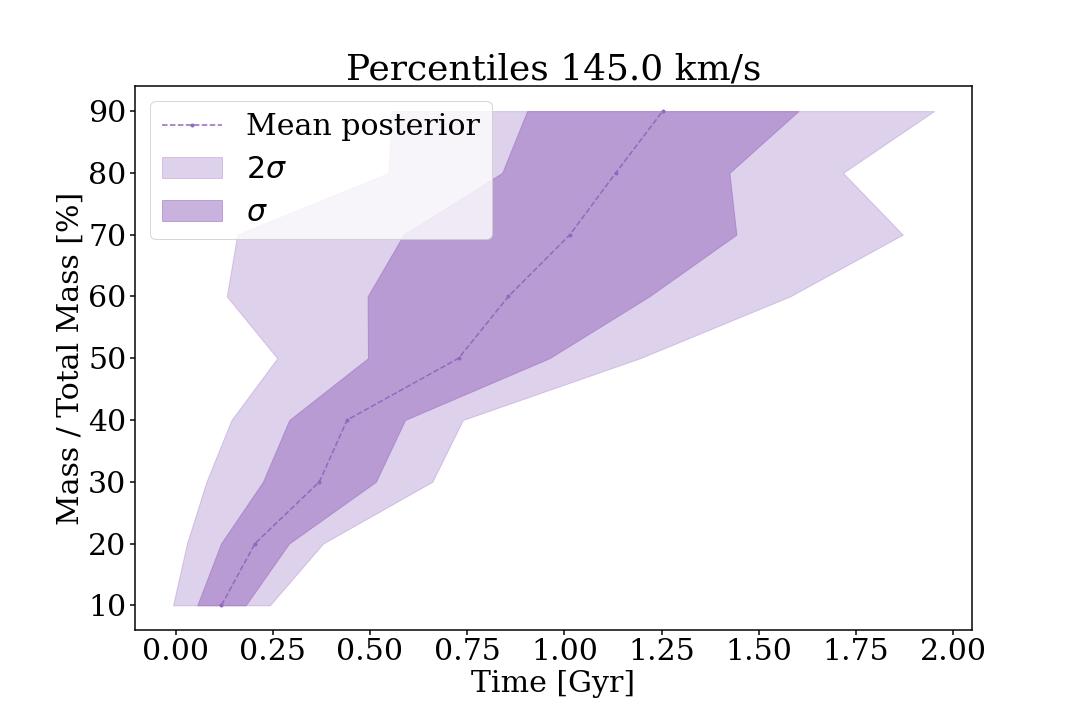 Percentiles 145.0 km/s
Mean posterior
2σ
σ
Mass / Total Mass [%]
90
80
70
60
50
40
30
20
10
0.00 0.25 0.50 0.75 1.00 1.25 1.50 1.75 2.00
Time [Gyr]